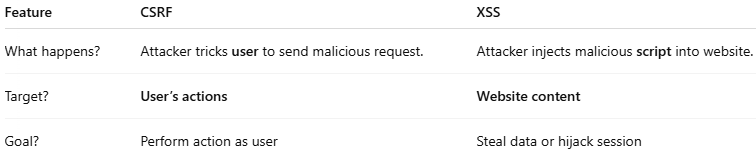 Feature CSRF XSS
What happens? Attacker tricks user to send malicious request. Attacker injects malicious script into website.
Target? User’s actions Website content
Goal? Perform action as user Steal data or hijack session